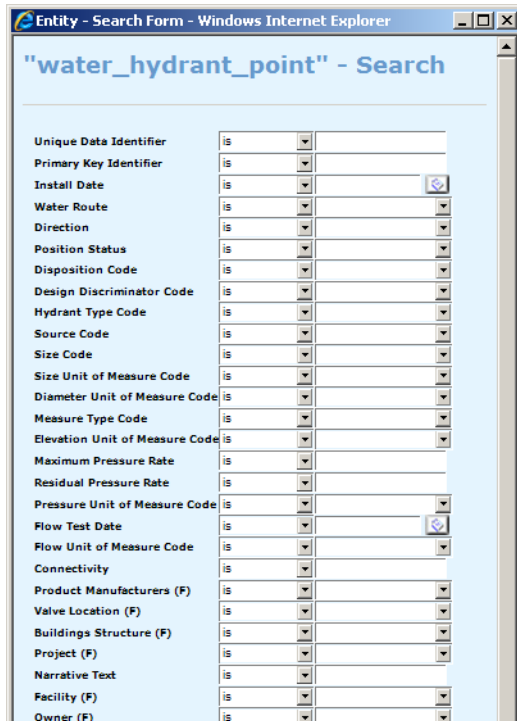 Entity - Search Form - Windows Internet Explorer
"water_hydrant_point" - Search
Unique Data Identifier is
Primary Key Identifier is
Install Date is
Water Route is
Direction is
Position Status is
Disposition Code is
Design Discriminator Code is
Hydrant Type Code is
Source Code is
Size Code is
Size Unit of Measure Code is
Diameter Unit of Measure Code is
Measure Type Code is
Elevation Unit of Measure Code is
Maximum Pressure Rate is
Residual Pressure Rate is
Pressure Unit of Measure Code is
Flow Test Date is
Flow Unit of Measure Code is
Connectivity is
Product Manufacturers (F) is
Valve Location (F) is
Buildings Structure (F) is
Project (F) is
Narrative Text is
Facility (F) is
Owner (F) is